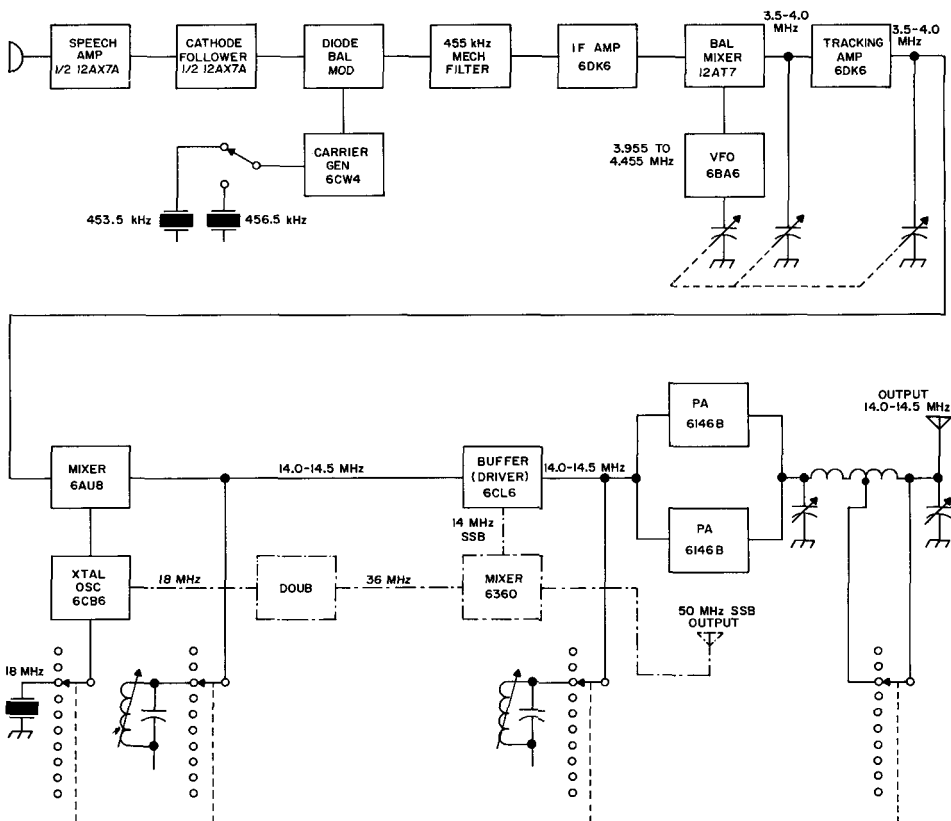 SPEECH
AMP
1/2 12AX7A
CATHODE
FOLLOWER
1/2 12AX7A
DIODE
BAL
MOD
455 kHz
MECH
FILTER
IF AMP
6DK6
BAL
MIXER
12AT7
3.5-4.0
MHz
TRACKING
AMP
6DK6
3.5-4.0
MHz
CARRIER
GEN
6CW4
3.955 TO
4.455 MHz
VFO
6BA6
453.5 kHz
456.5 kHz
MIXER
6AU8
14.0-14.5 MHz
BUFFER
(DRIVER)
6CL6
14.0-14.5 MHz
PA
6146B
PA
6146B
OUTPUT
14.0-14.5 MHz
14 MHz
SSB
XTAL
OSC
6CB6
18 MHz
DOUB
36 MHz
MIXER
6360
50 MHz SSB
OUTPUT
18 MHz